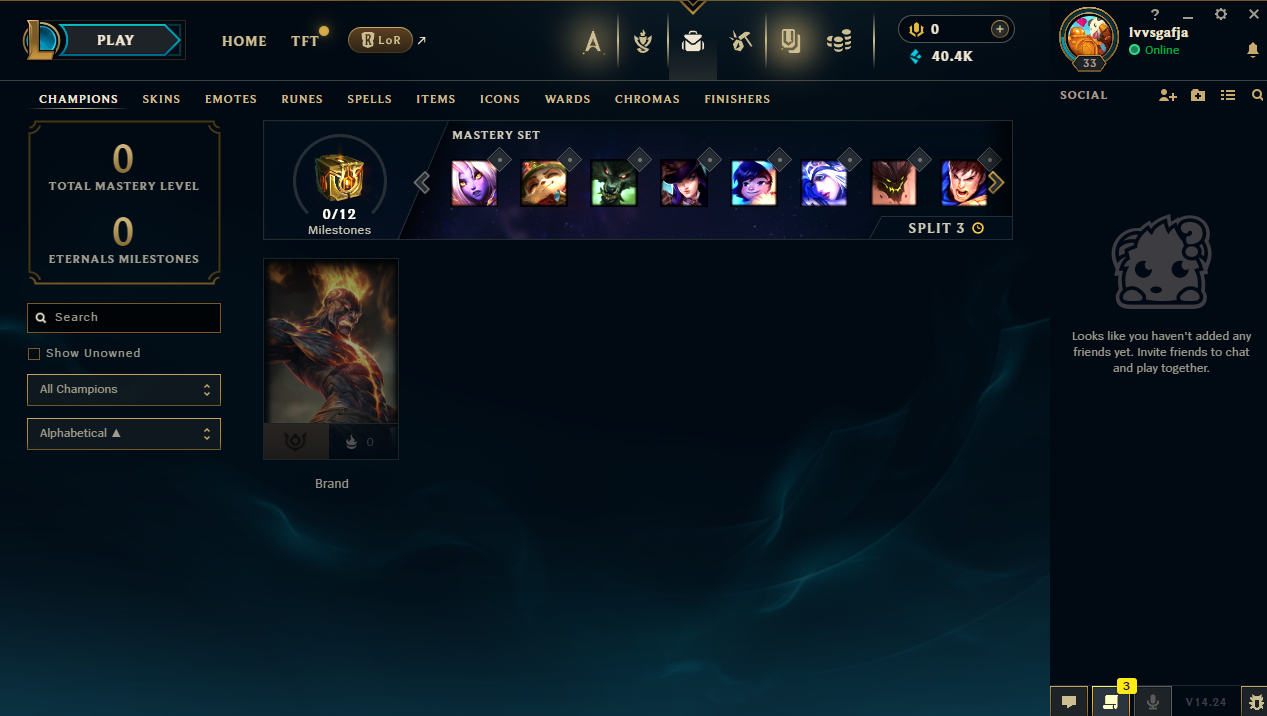 PLAY
HOME
TFT
LoR
0
40.4K
?
lvvsgafja
Online
33
CHAMPIONS
SKINS
EMOTES
RUNES
SPELLS
ITEMS
ICONS
WARDS
CHROMAS
FINISHERS
SOCIAL
0
TOTAL MASTERY LEVEL
0
ETERNALS MILESTONES
0/12
Milestones
MASTERY SET
SPLIT 3
Search
Show Unowned
All Champions
Alphabetical ▲
0
Brand
Looks like you haven't added any
friends yet. Invite friends to chat
and play together.
3
V14.24